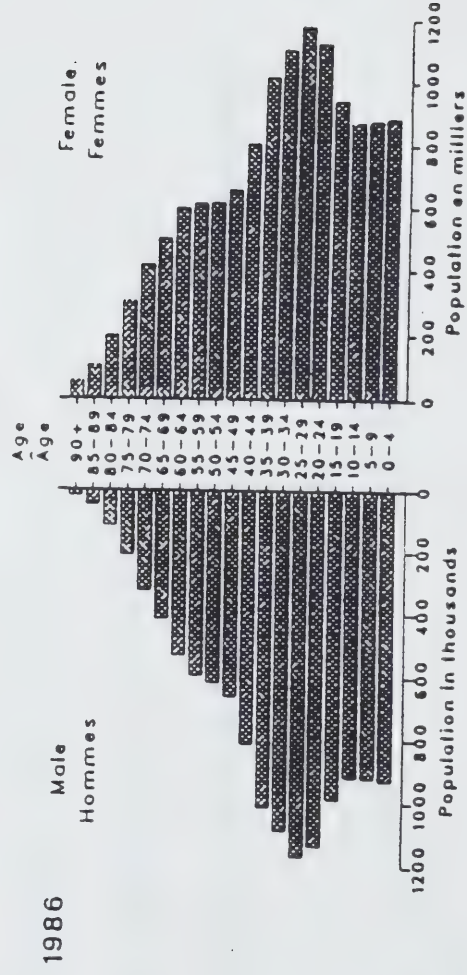 1986
Male
Hommes
Age
Âge
Female.
Femmes
90+
85-89
80-84
75-79
70-74
65-69
60-64
55-59
50-54
45-49
40-44
35-39
30-34
25-29
20-24
15-19
10-14
5-9
0-4
1200 1000 800 600 400 200 0
0 200 400 600 800 1000 1200
Population in thousands
Population en milliers